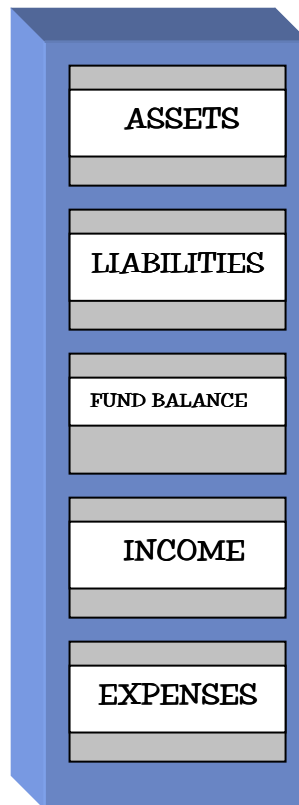 ASSETS
LIABILITIES
FUND BALANCE
INCOME
EXPENSES